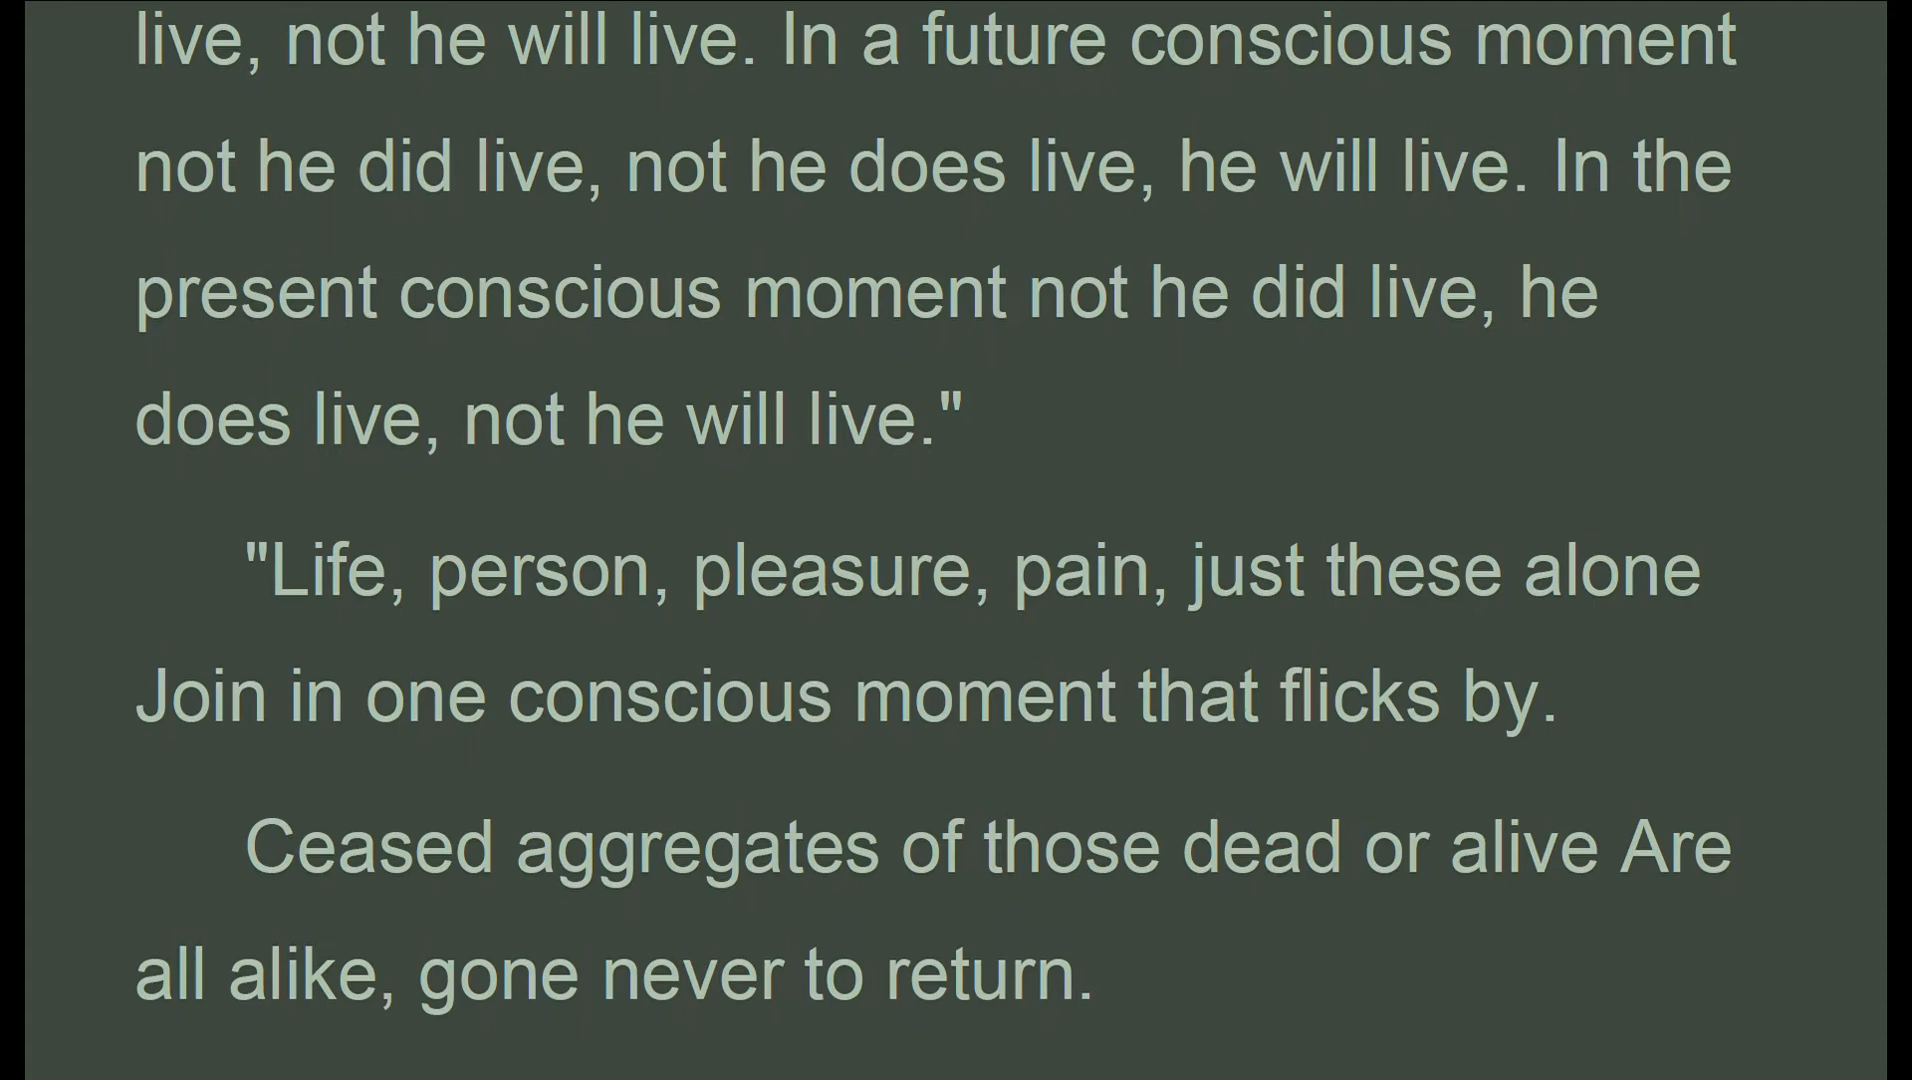 live, not he will live. In a future conscious moment
not he did live, not he does live, he will live. In the
present conscious moment not he did live, he
does live, not he will live."
"Life, person, pleasure, pain, just these alone
Join in one conscious moment that flicks by.
Ceased aggregates of those dead or alive Are
all alike, gone never to return.